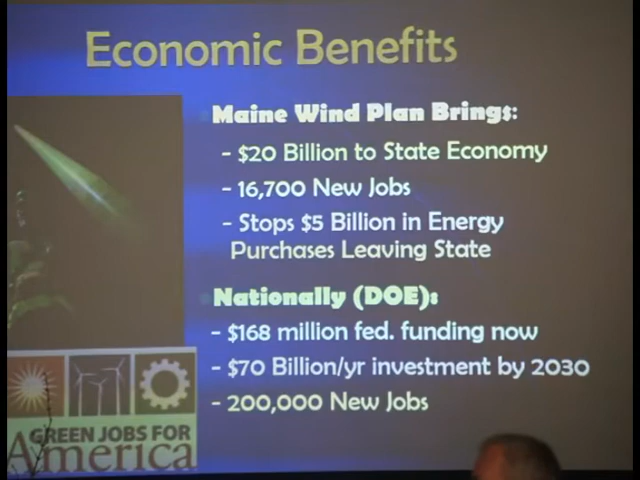 Economic Benefits
Maine Wind Plan Brings:
- $20 Billion to State Economy
- 16,700 New Jobs
- Stops $5 Billion in Energy
Purchases Leaving State
Nationally (DOE):
- $168 million fed. funding now
- $70 Billion/yr investment by 2030
- 200,000 New Jobs
GREEN JOBS FOR
America